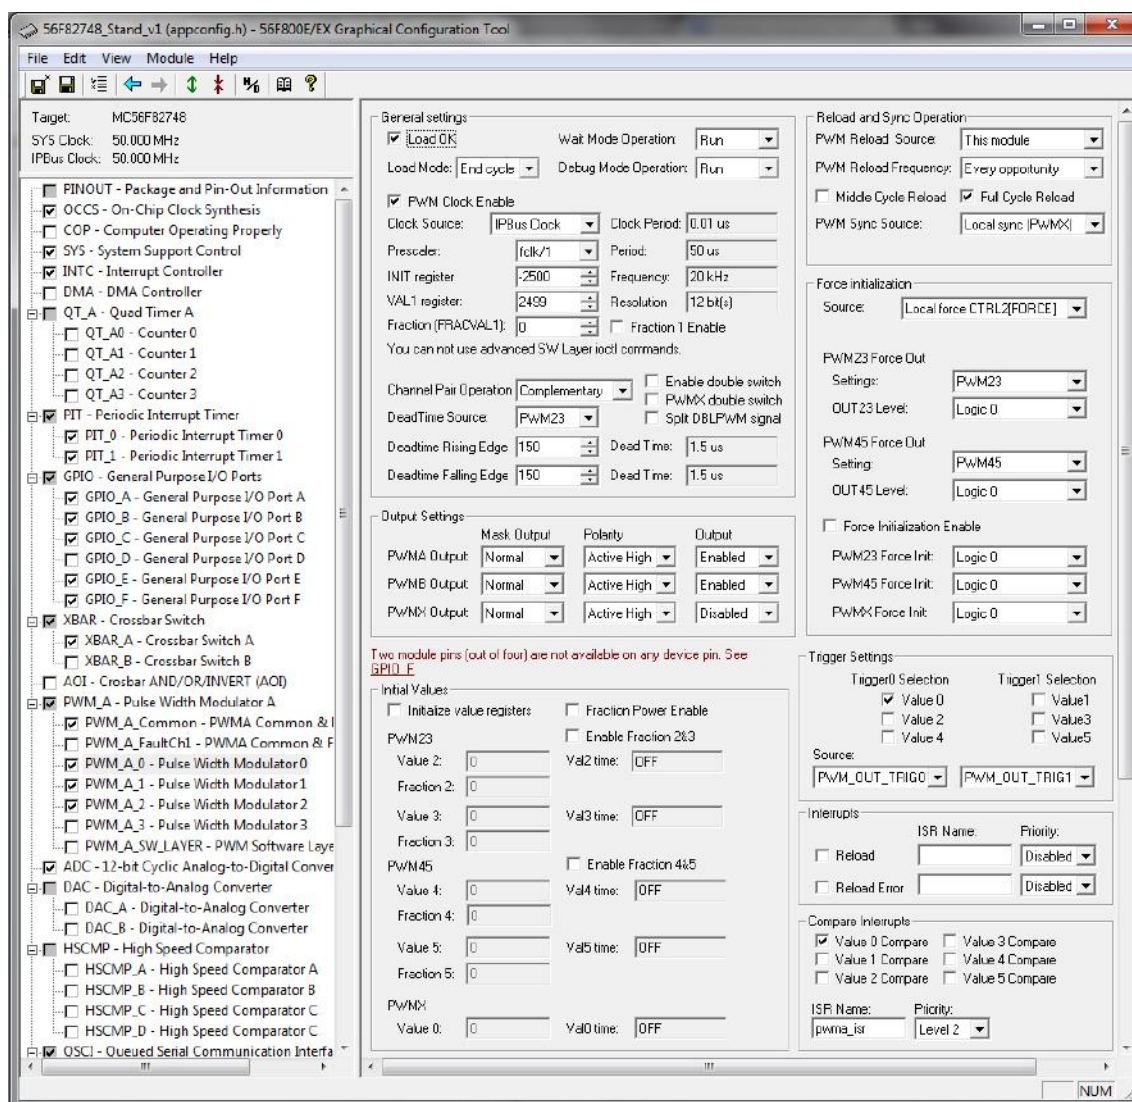 56F82748_Stand_v1 (appconfig.h) - 56F800E/EX Graphical Configuration Tool
File Edit View Module Help
Target: MC56F82748
SYS Clock: 50.000 MHz
IPBus Clock: 50.000 MHz
PINOUT - Package and Pin-Out Information
OCCS - On-Chip Clock Synthesis
COP - Computer Operating Properly
SYS - System Support Control
INTC - Interrupt Controller
DMA - DMA Controller
QT_A - Quad Timer A
QT_A0 - Counter 0
QT_A1 - Counter 1
QT_A2 - Counter 2
QT_A3 - Counter 3
PIT - Periodic Interrupt Timer
PIT_0 - Periodic Interrupt Timer 0
PIT_1 - Periodic Interrupt Timer 1
GPIO - General Purpose I/O Ports
GPIO_A - General Purpose I/O Port A
GPIO_B - General Purpose I/O Port B
GPIO_C - General Purpose I/O Port C
GPIO_D - General Purpose I/O Port D
GPIO_E - General Purpose I/O Port E
GPIO_F - General Purpose I/O Port F
XBAR - Crossbar Switch
XBAR_A - Crossbar Switch A
XBAR_B - Crossbar Switch B
AOI - Crosbar AND/OR/INVERT (AOI)
PWM_A - Pulse Width Modulator A
PWM_A_Common - PWMA Common & I
PWM_A_FaultCh1 - PWMA Common & F
PWM_A_0 - Pulse Width Modulator 0
PWM_A_1 - Pulse Width Modulator 1
PWM_A_2 - Pulse Width Modulator 2
PWM_A_3 - Pulse Width Modulator 3
PWM_A_SW_LAYER - PWM Software Laye
ADC - 12-bit Cyclic Analog-to-Digital Conver
DAC - Digital-to-Analog Converter
DAC_A - Digital-to-Analog Converter
DAC_B - Digital-to-Analog Converter
HSCMP - High Speed Comparator
HSCMP_A - High Speed Comparator A
HSCMP_B - High Speed Comparator B
HSCMP_C - High Speed Comparator C
HSCMP_D - High Speed Comparator C
QSCI - Queued Serial Communication Interfa
General settings
Load OK Wait Mode Operation: Run
Load Mode: End cycle Debug Mode Operation: Run
PWM Clock Enable
Clock Source: IPBus Clock Clock Period: 0.01 us
Prescaler: fclk/1 Period: 50 us
INIT register -2500 Frequency: 20 kHz
VAL1 register: 2499 Resolution 12 bit(s)
Fraction (FRACVAL1): 0 Fraction 1 Enable
You can not use advanced SW Layer ioctl commands.
Channel Pair Operation Complementary Enable double switch
PWMX double switch
DeadTime Source: PWM23 Split DBLPWM signal
Deadtime Rising Edge 150 Dead Time: 1.5 us
Deadtime Falling Edge 150 Dead Time: 1.5 us
Output Settings
Mask Output Polarity Output
PWMA Output: Normal Active High Enabled
PWMB Output: Normal Active High Enabled
PWMX Output: Normal Active High Disabled
Two module pins (out of four) are not available on any device pin. See
GPIO_F
Initial Values
Initialize value registers Fraction Power Enable
PWM23 Enable Fraction 2&3
Value 2: 0 Val2 time: OFF
Fraction 2: 0
Value 3: 0 Val3 time: OFF
Fraction 3: 0
PWM45 Enable Fraction 4&5
Value 4: 0 Val4 time: OFF
Fraction 4: 0
Value 5: 0 Val5 time: OFF
Fraction 5: 0
PWMX
Value 0: 0 Val0 time: OFF
Reload and Sync Operation
PWM Reload Source: This module
PWM Reload Frequency: Every opportunity
Middle Cycle Reload Full Cycle Reload
PWM Sync Source: Local sync (PWMX)
Force initialization
Source: Local force CTRL2[FORCE]
PWM23 Force Out
Settings: PWM23
OUT23 Level: Logic 0
PWM45 Force Out
Setting: PWM45
OUT45 Level: Logic 0
Force Initialization Enable
PWM23 Force Init: Logic 0
PWM45 Force Init: Logic 0
PWMX Force Init: Logic 0
Trigger Settings
Trigger0 Selection Trigger1 Selection
Value 0 Value1
Value 2 Value3
Value 4 Value5
Source:
PWM_OUT_TRIG0 PWM_OUT_TRIG1
Interrupts
ISR Name: Priority:
Reload Disabled
Reload Error Disabled
Compare Interrupts
Value 0 Compare Value 3 Compare
Value 1 Compare Value 4 Compare
Value 2 Compare Value 5 Compare
ISR Name: Priority:
pwma_isr Level 2
NUM